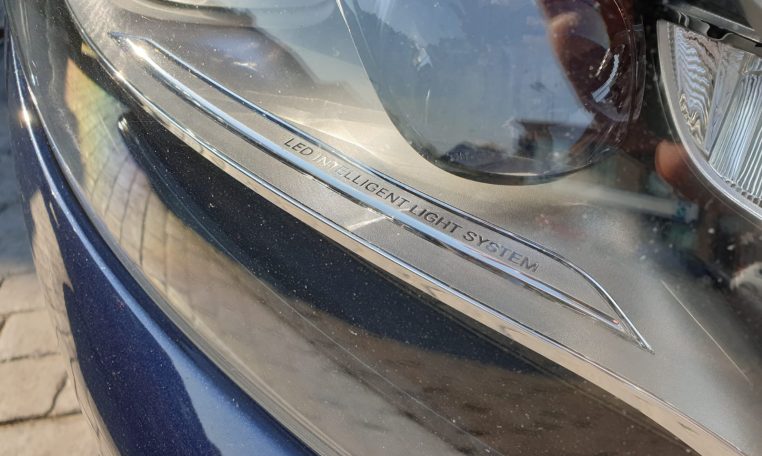 LED INTELLIGENT LIGHT SYSTEM